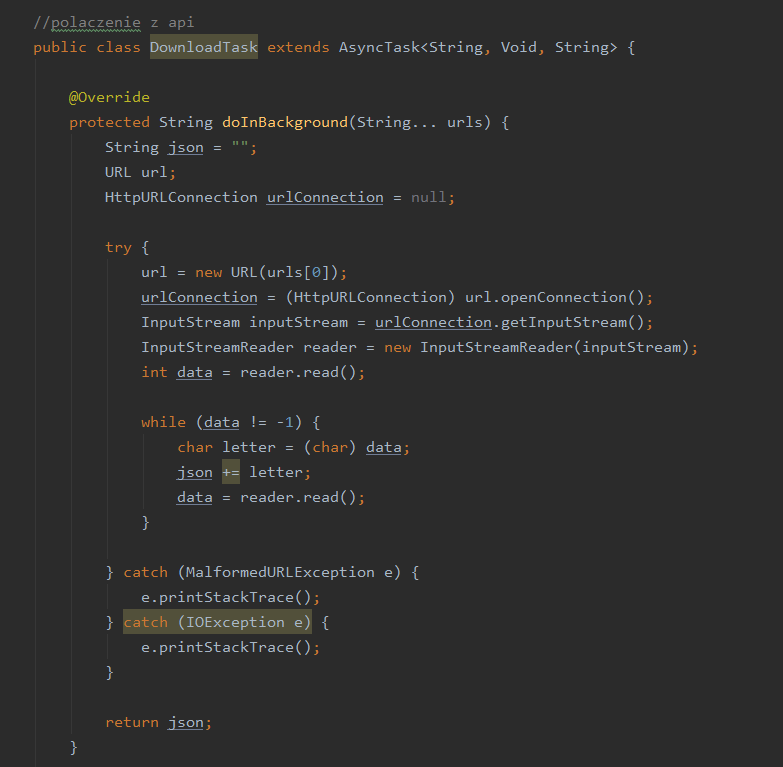 //polaczenie z api
public class DownloadTask extends AsyncTask<String, Void, String> {
@Override
protected String doInBackground(String... urls) {
String json = "";
URL url;
HttpURLConnection urlConnection = null;
try {
url = new URL(urls[0]);
urlConnection = (HttpURLConnection) url.openConnection();
InputStream inputStream = urlConnection.getInputStream();
InputStreamReader reader = new InputStreamReader(inputStream);
int data = reader.read();
while (data != -1) {
char letter = (char) data;
json += letter;
data = reader.read();
}
} catch (MalformedURLException e) {
e.printStackTrace();
} catch (IOException e) {
e.printStackTrace();
}
return json;
}